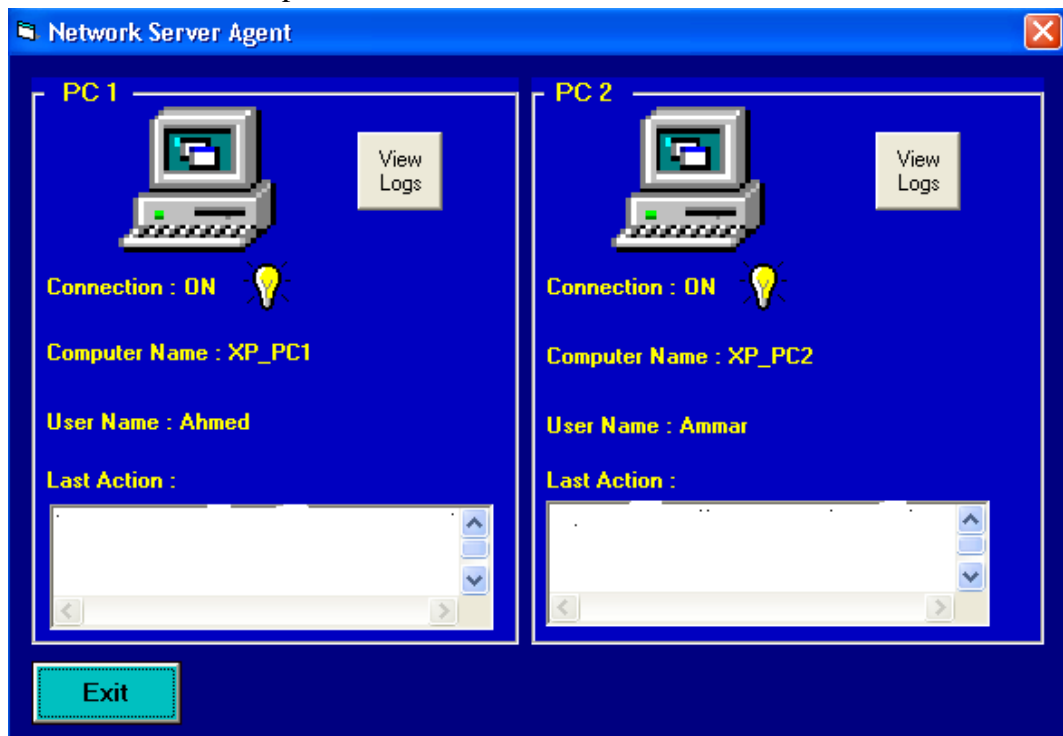 Network Server Agent
PC 1
View
Logs
Connection : ON
Computer Name : XP_PC1
User Name : Ahmed
Last Action :
PC 2
View
Logs
Connection : ON
Computer Name : XP_PC2
User Name : Ammar
Last Action :
Exit